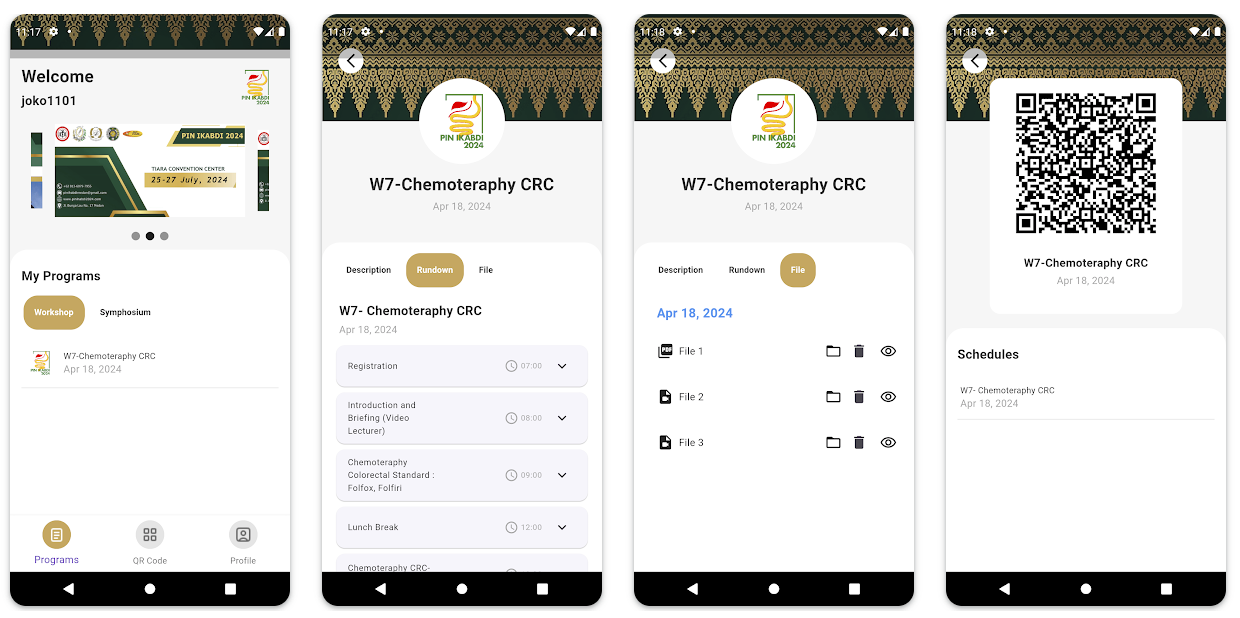 11:17
Welcome
joko1101
PIN IKABDI
2024
PIN IKABDI 2024
TIARA CONVENTION CENTER
25-27 July, 2024
My Programs
Workshop
Symphosium
W7-Chemoteraphy CRC
Apr 18, 2024
Programs
QR Code
Profile
11:17
PIN IKABDI
2024
W7-Chemoteraphy CRC
Apr 18, 2024
Description
Rundown
File
W7- Chemoteraphy CRC
Apr 18, 2024
Registration
07:00
Introduction and
Briefing (Video
Lecturer)
08:00
Chemoteraphy
Colorectal Standard :
Folfox, Folfiri
09:00
Lunch Break
12:00
Chemoteraphy CRC-
11:18
PIN IKABDI
2024
W7-Chemoteraphy CRC
Apr 18, 2024
Description
Rundown
File
Apr 18, 2024
PDF
File 1
File 2
File 3
11:18
W7-Chemoteraphy CRC
Apr 18, 2024
Schedules
W7- Chemoteraphy CRC
Apr 18, 2024